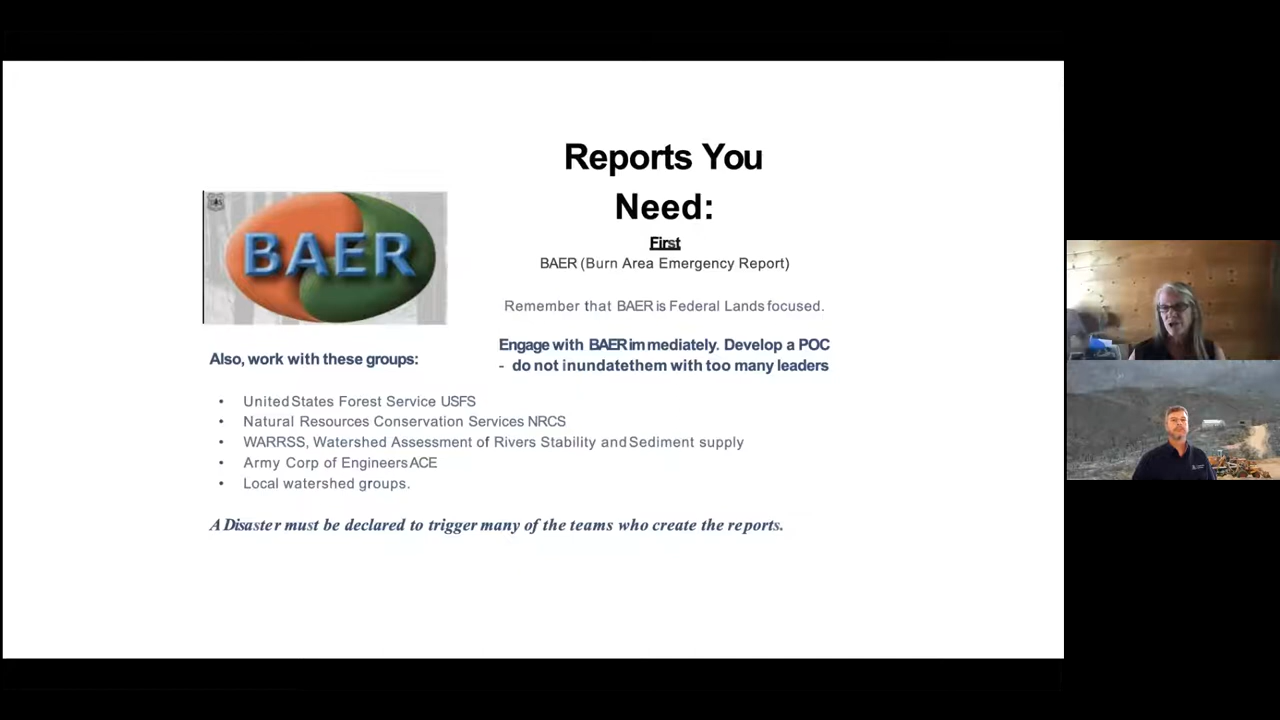 Reports You
Need:
First
BAER (Burn Area Emergency Report)
Remember that BAER is Federal Lands focused.
Engage with BAER immediately. Develop a POC
- do not inundate them with too many leaders
BAER
Also, work with these groups:
• United States Forest Service USFS
• Natural Resources Conservation Services NRCS
• WARRSS, Watershed Assessment of Rivers Stability and Sediment supply
• Army Corp of Engineers ACE
• Local watershed groups.
A Disaster must be declared to trigger many of the teams who create the reports.